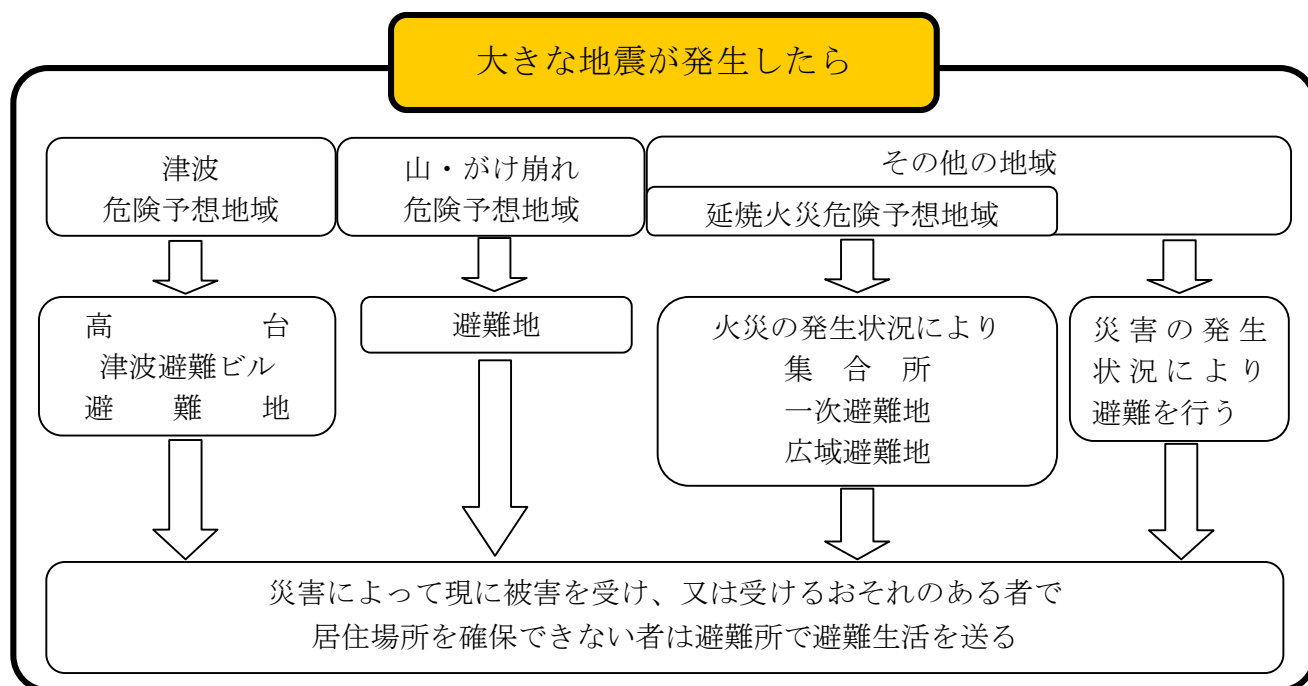 大きな地震が発生したら
津波
危険予想地域
山・がけ崩れ
危険予想地域
その他の地域
延焼火災危険予想地域
高台
津波避難ビル
避難地
避難地
火災の発生状況により
集合所
一次避難地
広域避難地
災害の発生
状況により
避難を行う
災害によって現に被害を受け、又は受けるおそれのある者で
居住場所を確保できない者は避難所で避難生活を送る